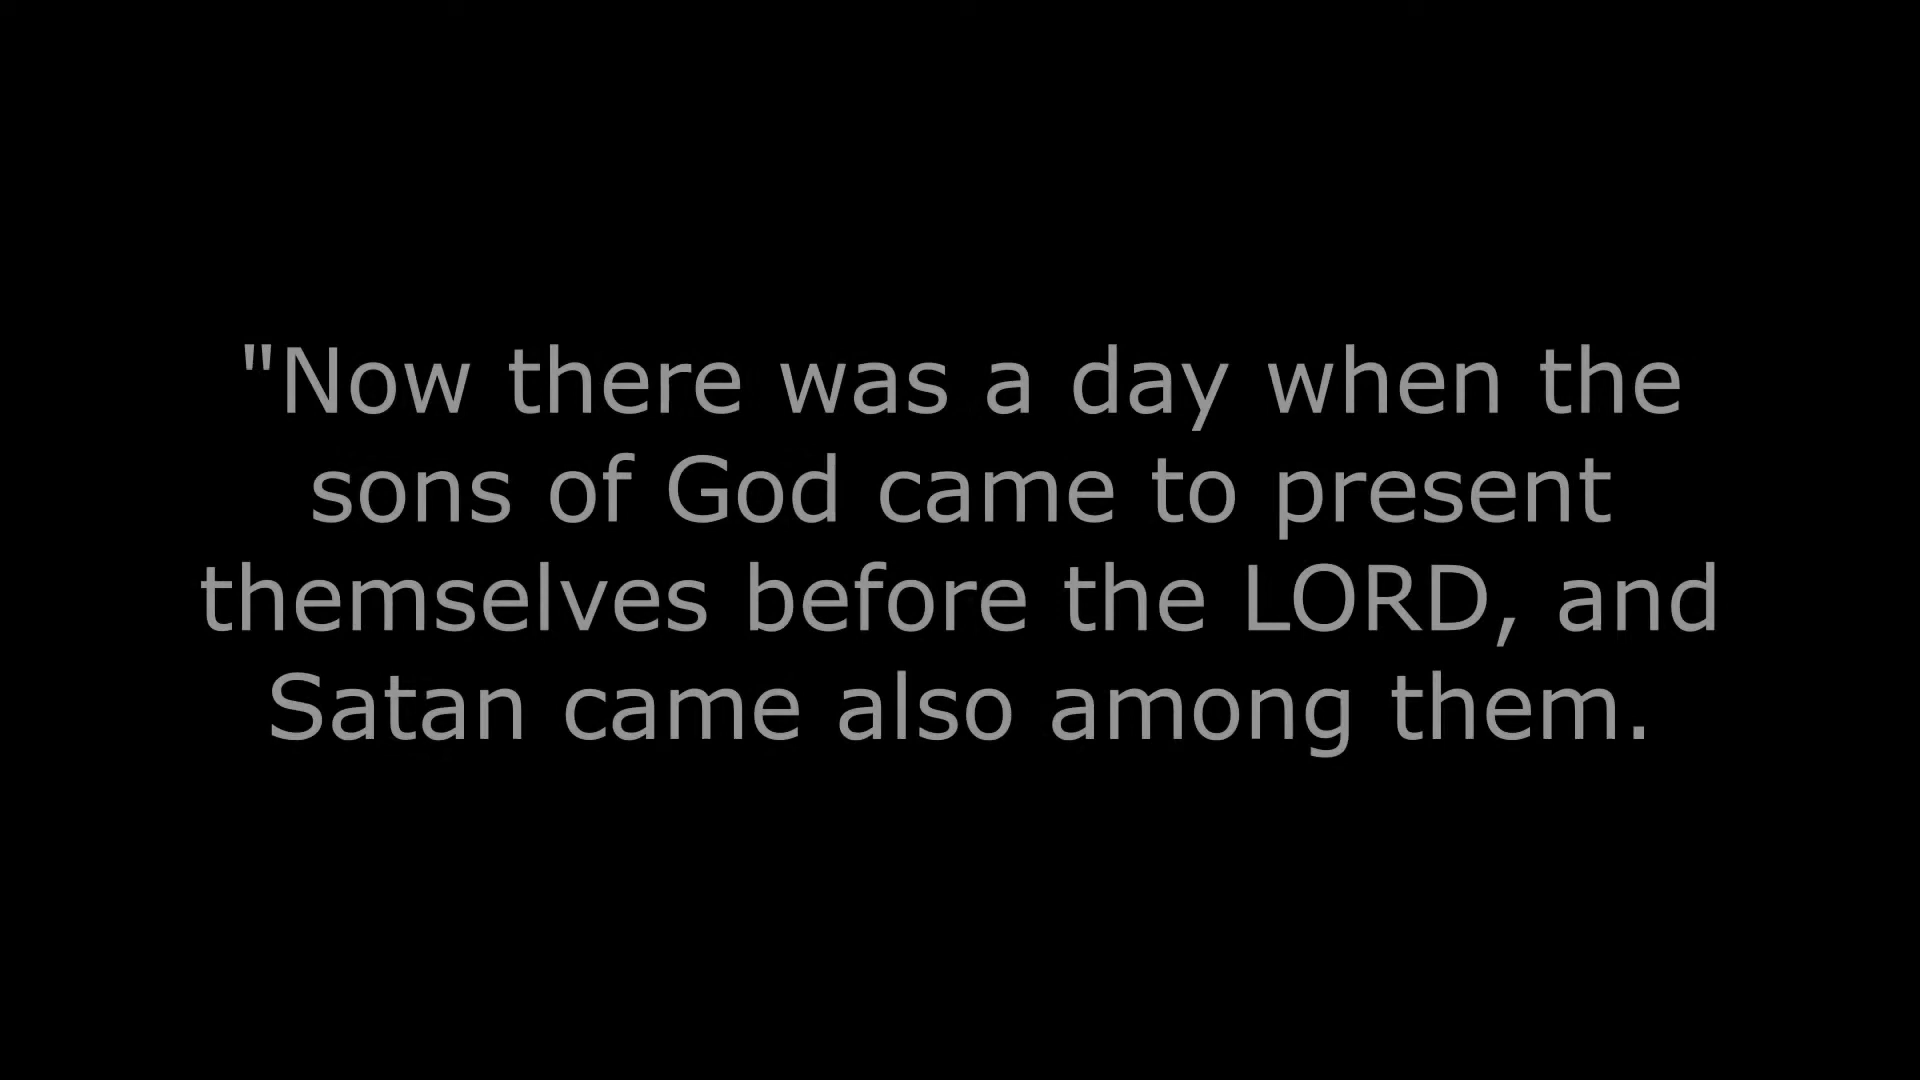 "Now there was a day when the
sons of God came to present
themselves before the LORD, and
Satan came also among them.